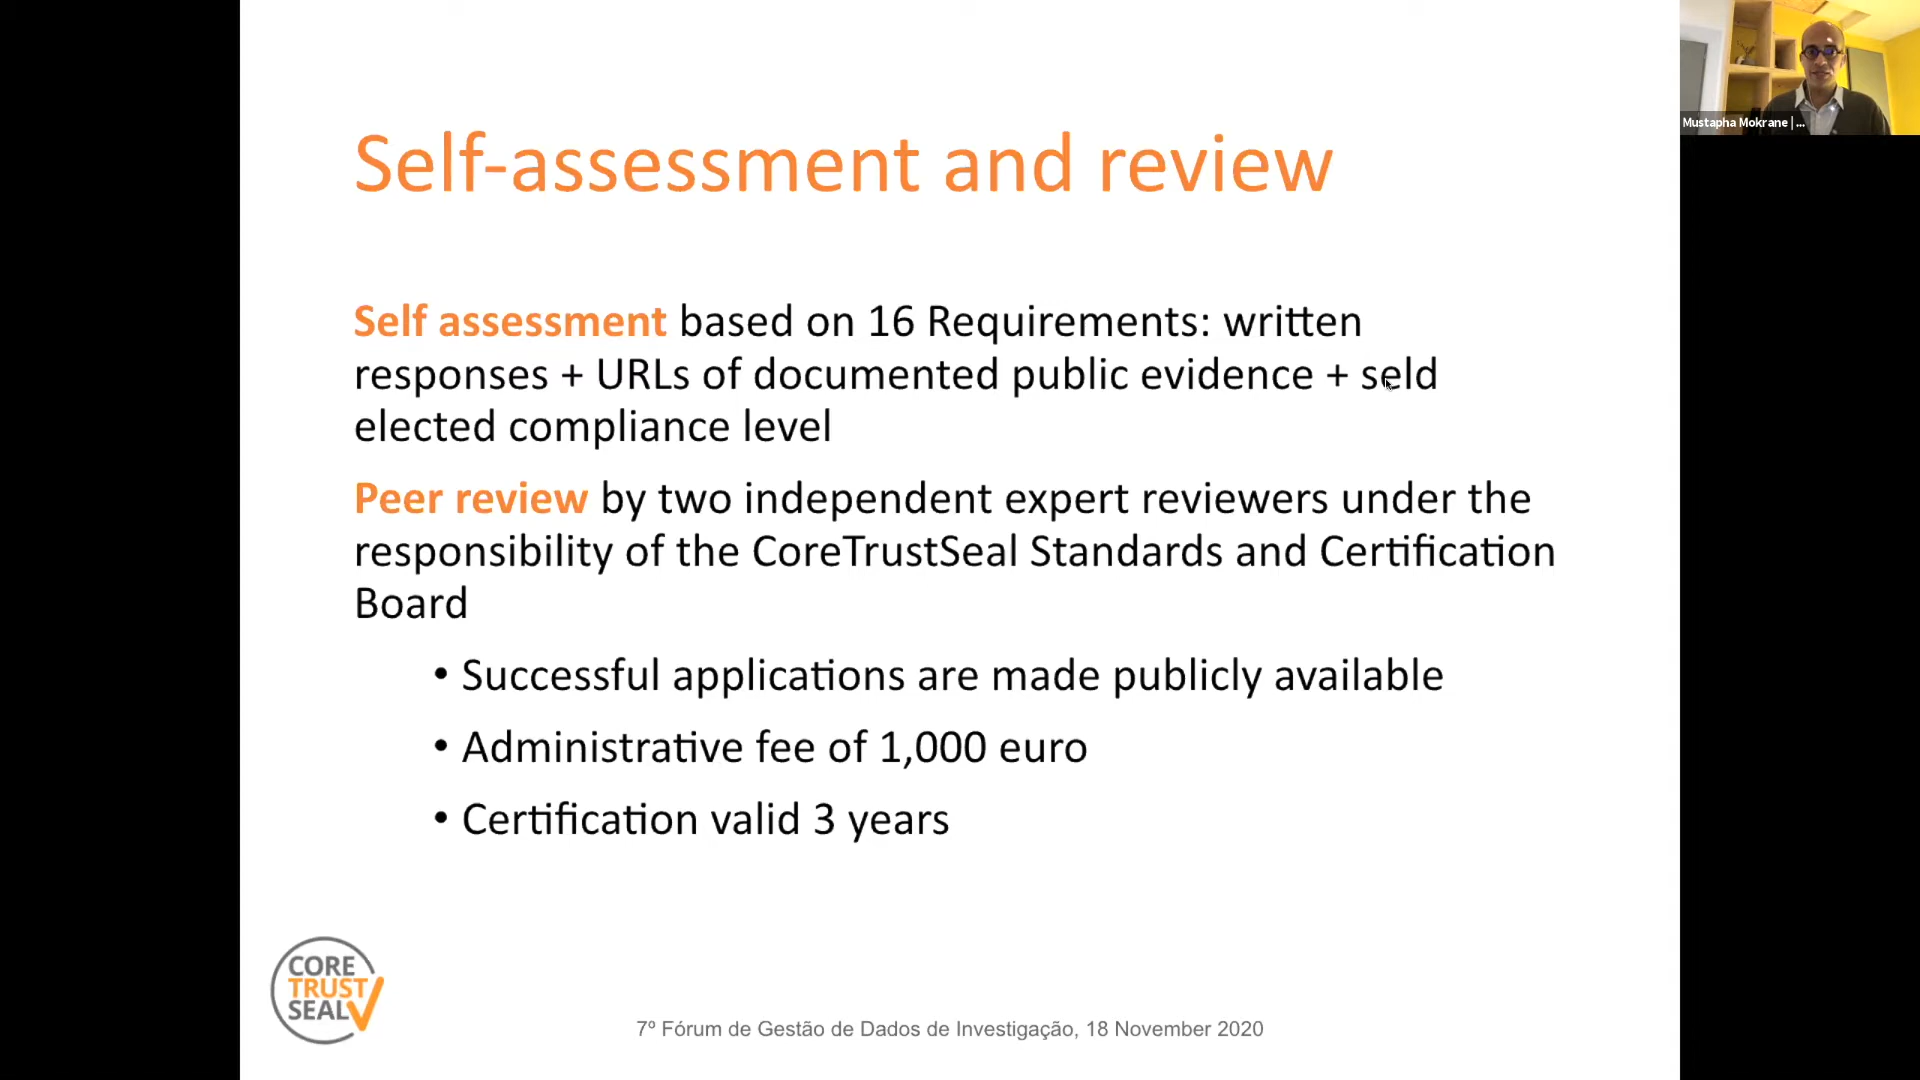 Mustapha Mokrane | ...
Self-assessment and review
Self assessment based on 16 Requirements: written
responses + URLs of documented public evidence + seld
elected compliance level
Peer review by two independent expert reviewers under the
responsibility of the CoreTrustSeal Standards and Certification
Board
• Successful applications are made publicly available
• Administrative fee of 1,000 euro
• Certification valid 3 years
CORE
TRUST
SEAL
7º Fórum de Gestão de Dados de Investigação, 18 November 2020